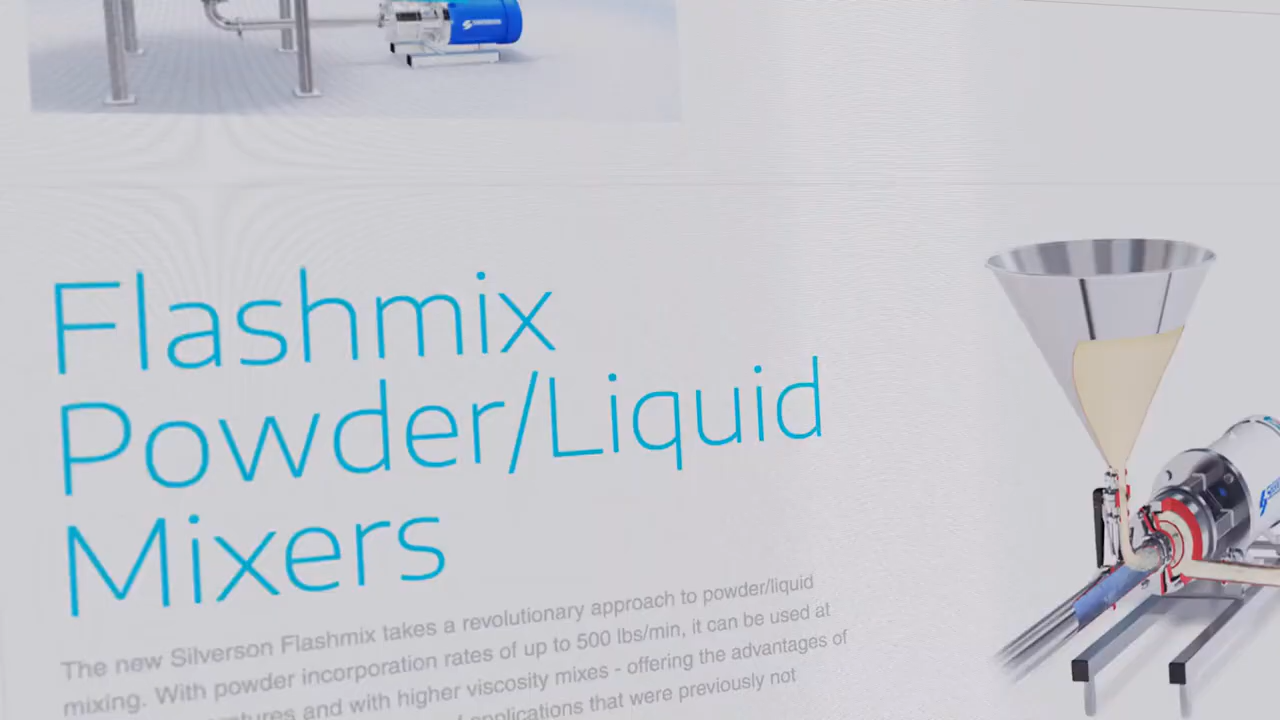 Flashmix
Powder/Liquid
Mixers
The new Silverson Flashmix takes a revolutionary approach to powder/liquid
mixing. With powder incorporation rates of up to 500 lbs/min, it can be used at
and with higher viscosity mixes - offering the advantages of
applications that were previously not